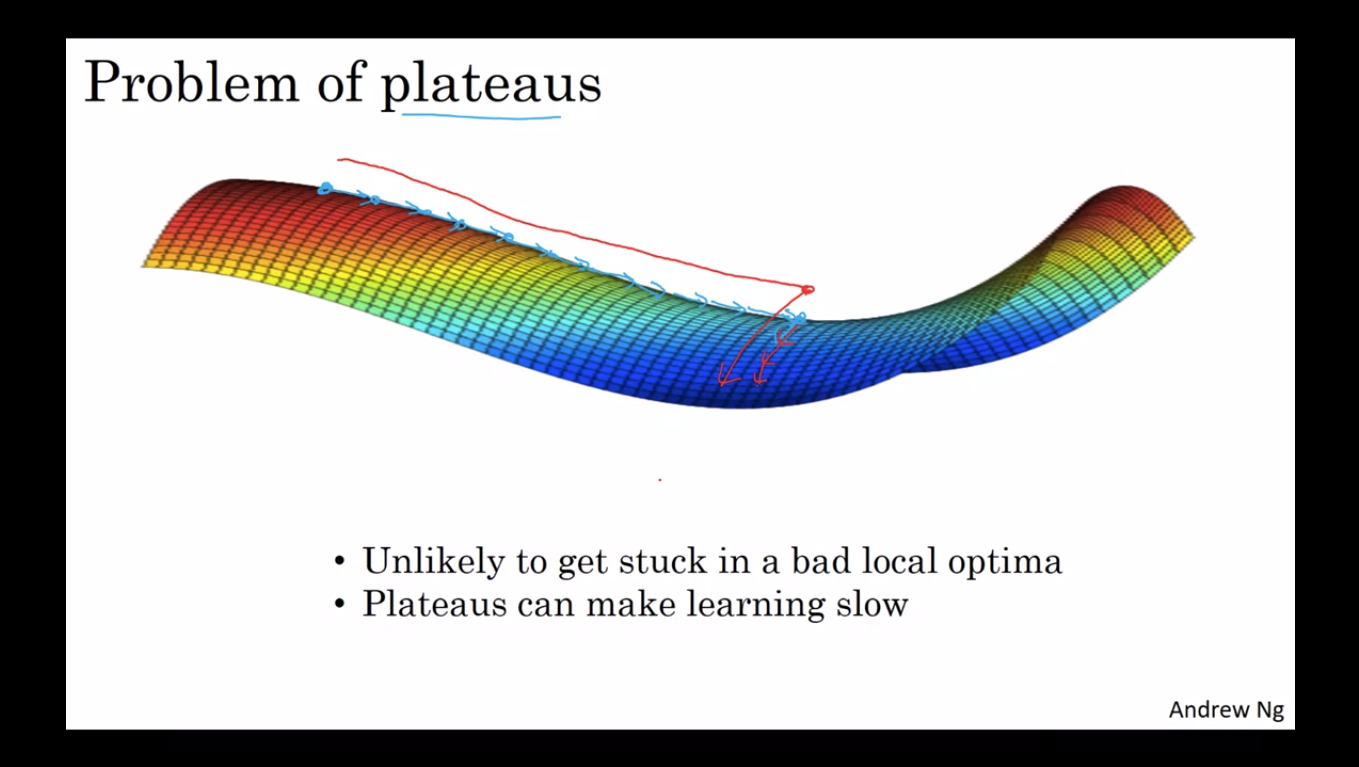 Problem of plateaus
• Unlikely to get stuck in a bad local optima
• Plateaus can make learning slow
Andrew Ng